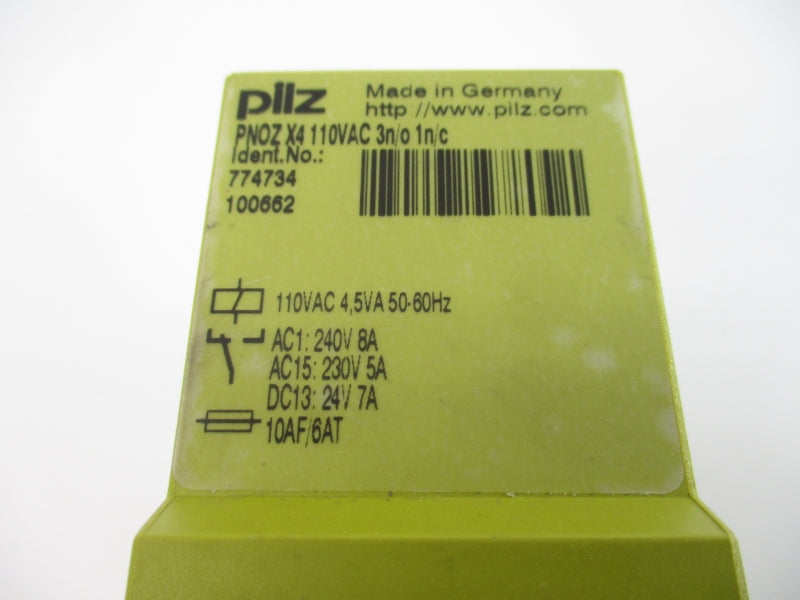 pilz
Made in Germany
http://www.pilz.com
PNOZ X4 110VAC 3n/o 1n/c
Ident.No.:
774734
100662
110VAC 4,5VA 50-60Hz
AC1: 240V 8A
AC15: 230V 5A
DC13: 24V 7A
10AF/6AT